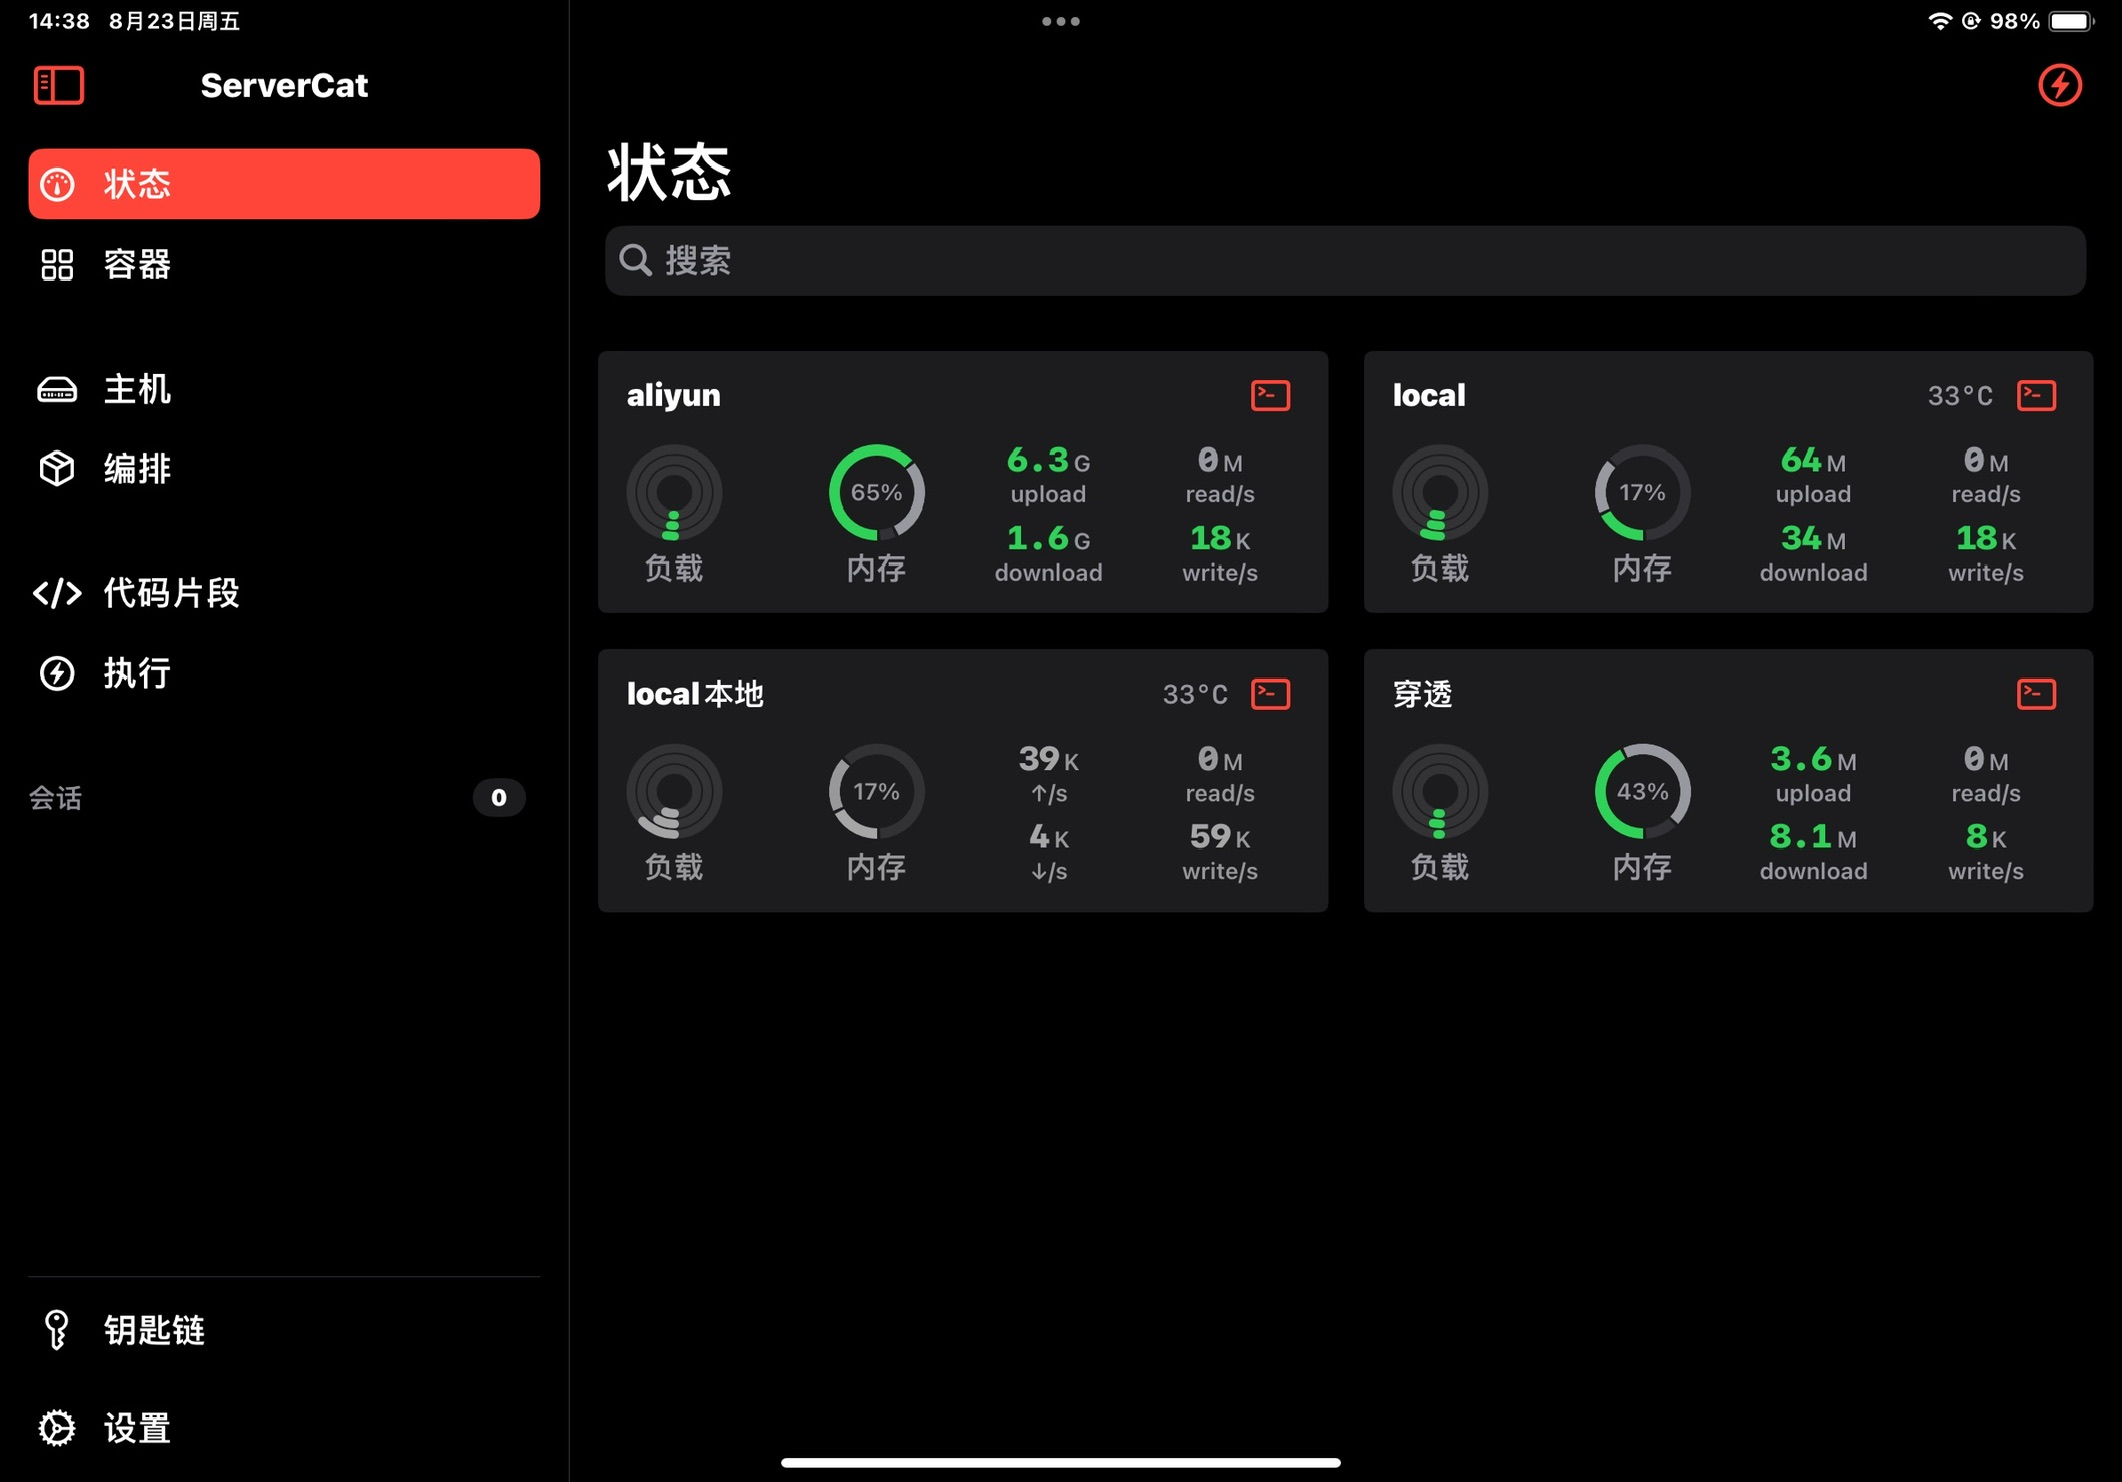 14:38 8月23日周五
98%
ServerCat
状态
容器
主机
编排
代码片段
执行
会话 0
钥匙链
设置
状态
搜索
aliyun
65%
6.3 G
upload
0 M
read/s
1.6 G
download
18 K
write/s
负载
内存
local 33°C
17%
64 M
upload
0 M
read/s
34 M
download
18 K
write/s
负载
内存
local本地 33°C
17%
39 K
↑/s
0 M
read/s
4 K
↓/s
59 K
write/s
负载
内存
穿透
43%
3.6 M
upload
0 M
read/s
8.1 M
download
8 K
write/s
负载
内存